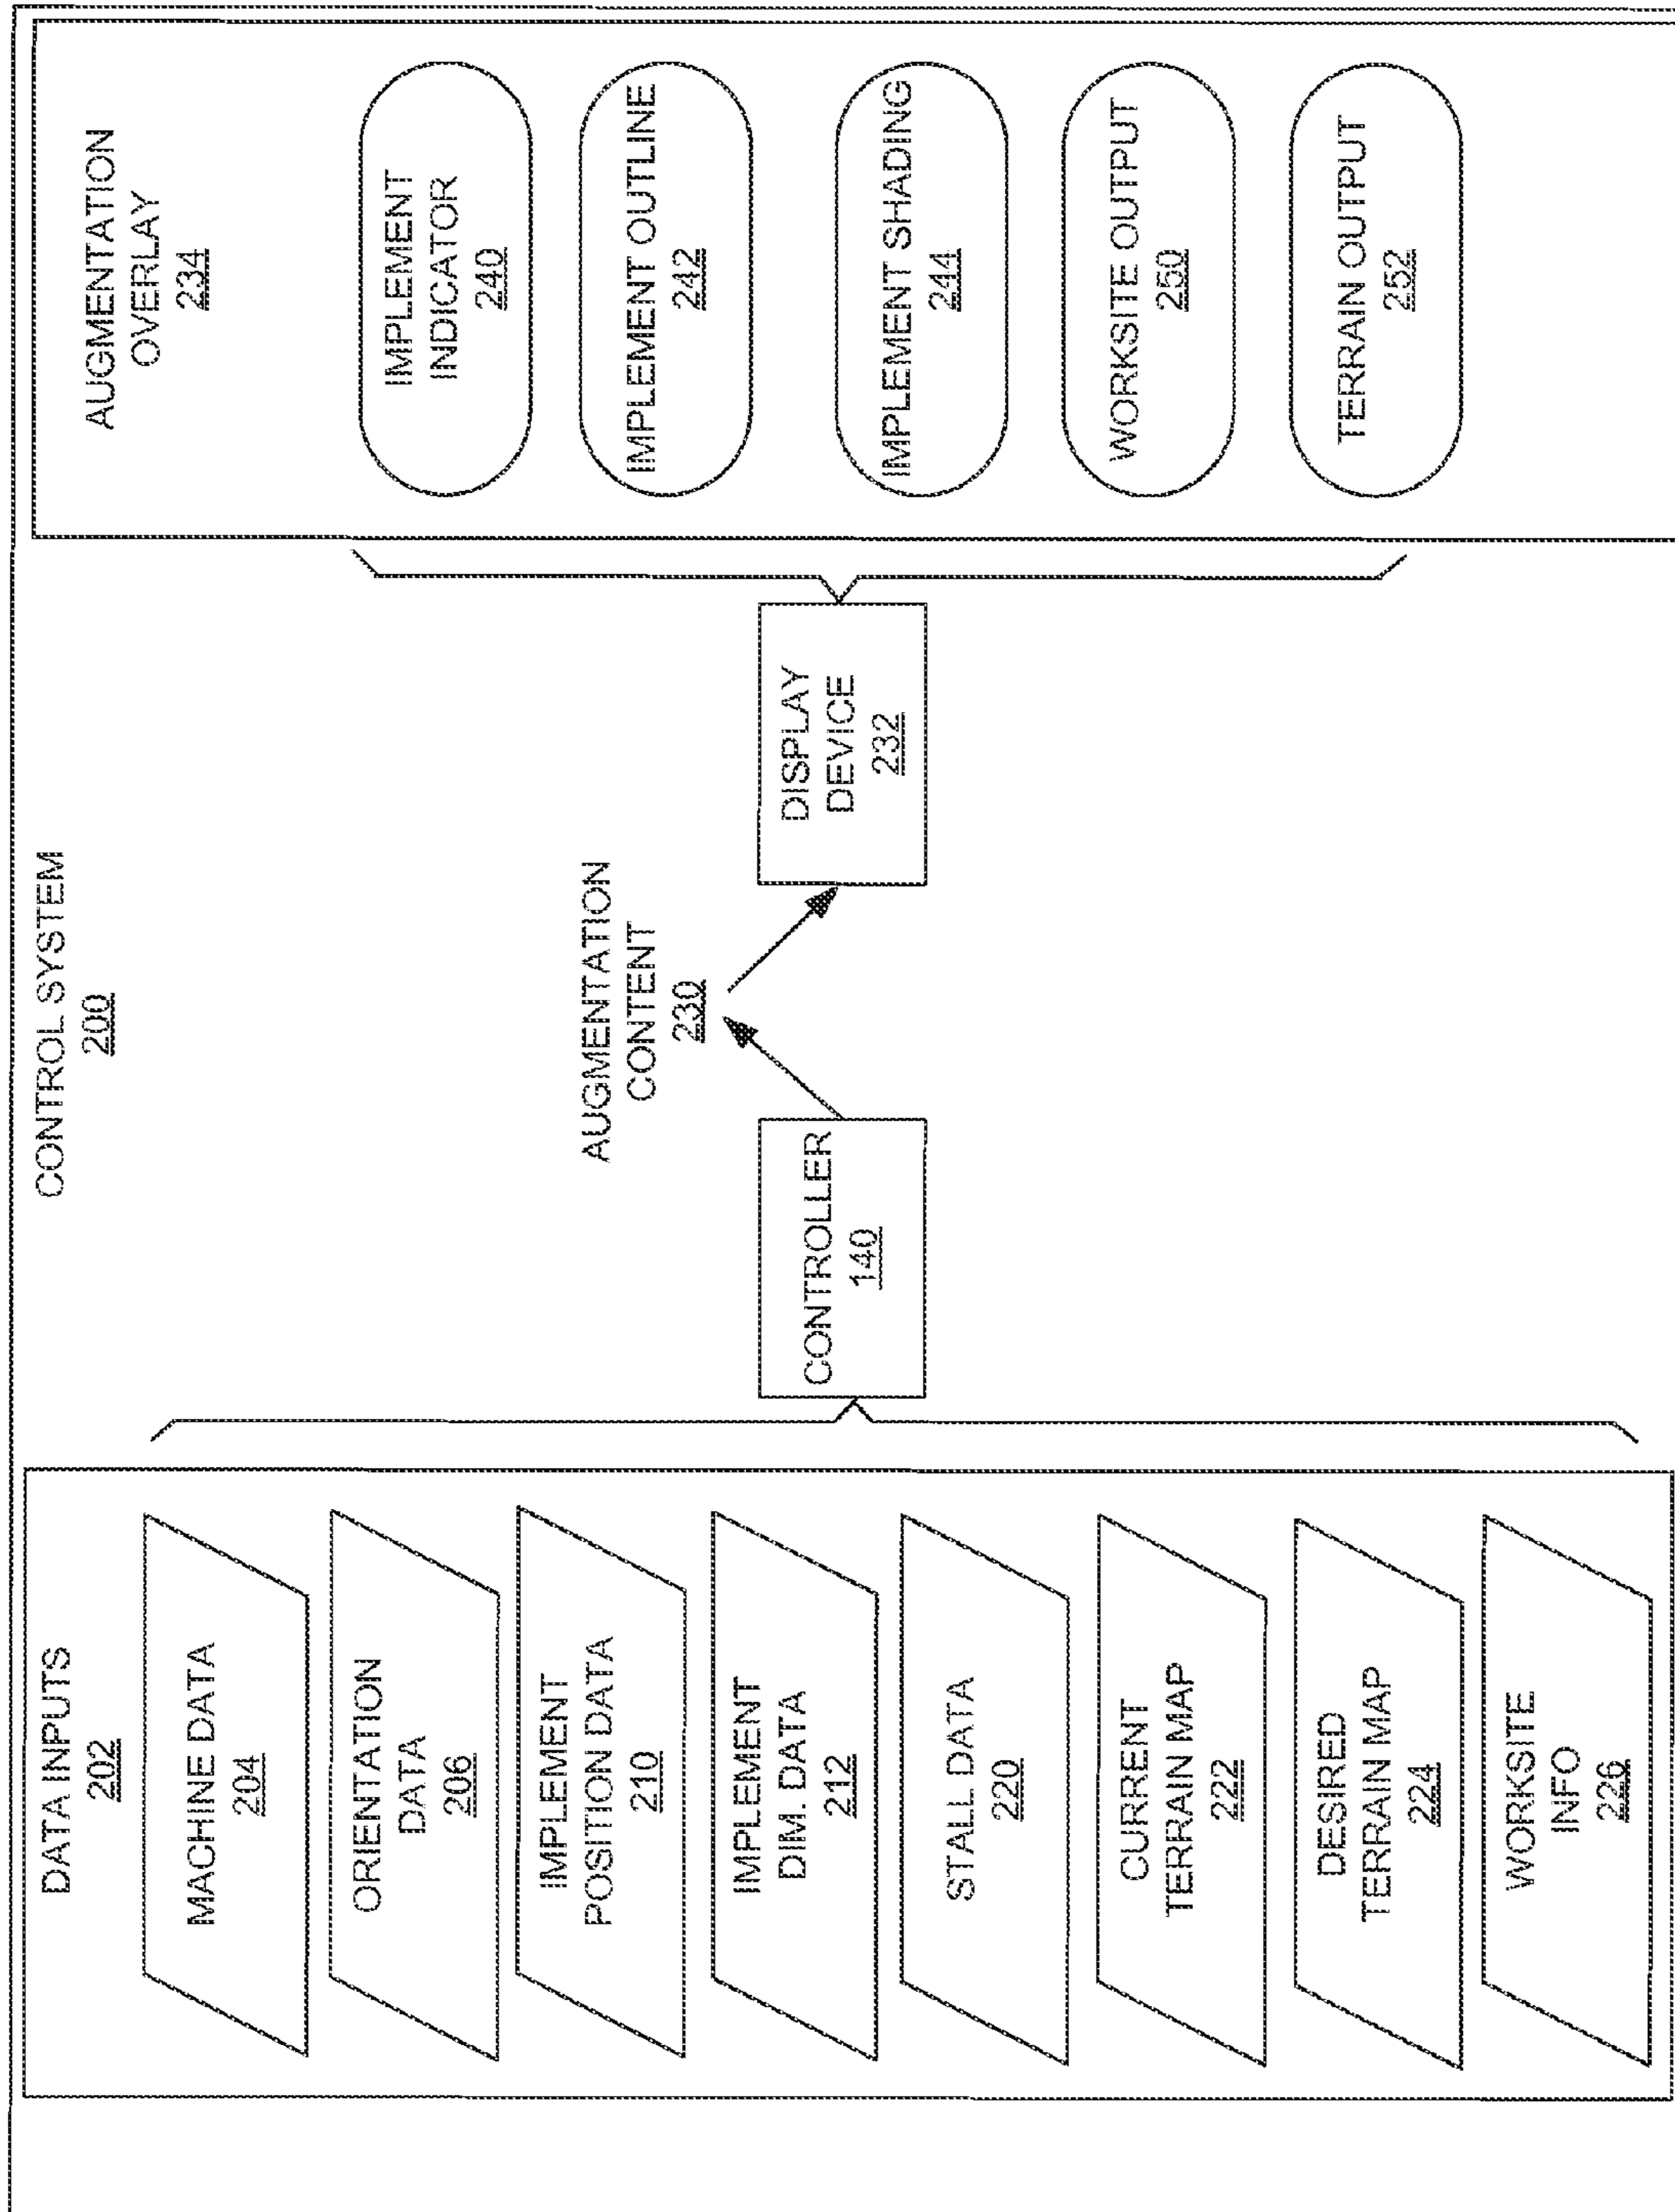 CONTROL SYSTEM
200
DATA INPUTS
202
MACHINE DATA
204
ORIENTATION
DATA
206
IMPLEMENT
POSITION DATA
210
IMPLEMENT
DIM. DATA
212
STALL DATA
220
CURRENT
TERRAIN MAP
222
DESIRED
TERRAIN MAP
224
WORKSITE
INFO
226
CONTROLLER
140
AUGMENTATION
CONTENT
230
DISPLAY
DEVICE
232
AUGMENTATION
OVERLAY
234
IMPLEMENT
INDICATOR
240
IMPLEMENT OUTLINE
242
IMPLEMENT SHADING
244
WORKSITE OUTPUT
250
TERRAIN OUTPUT
252